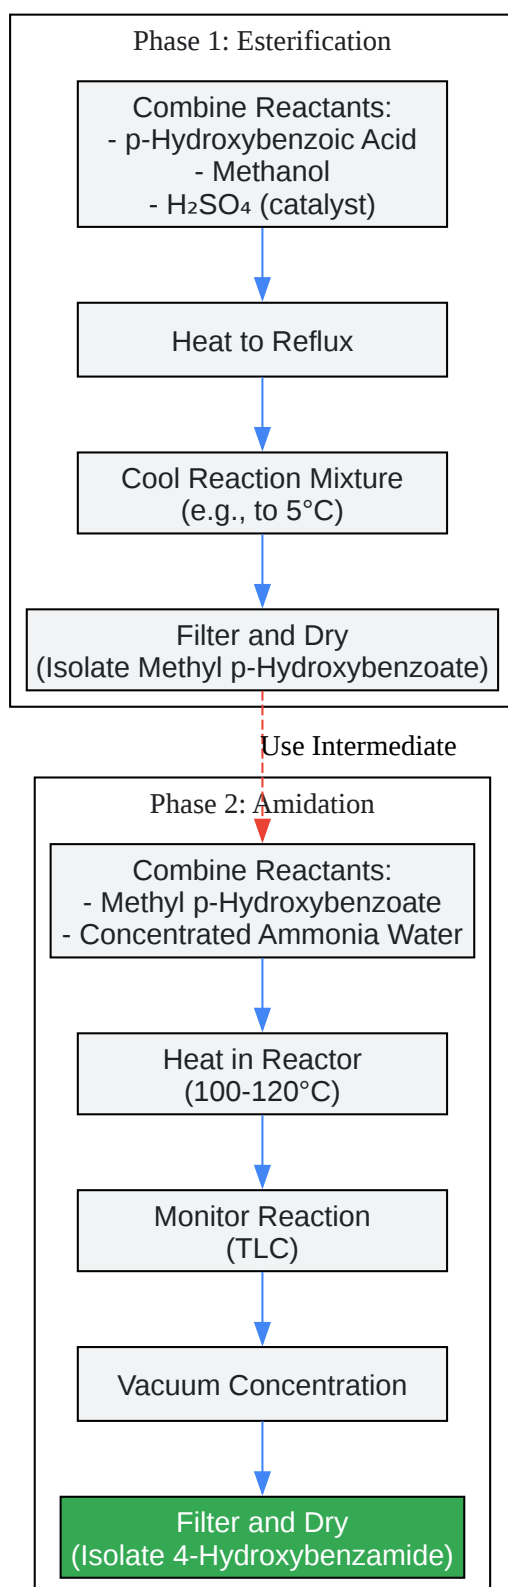 Phase 1: Esterification
Combine Reactants:
- p-Hydroxybenzoic Acid
- Methanol
- H₂SO₄ (catalyst)
Heat to Reflux
Cool Reaction Mixture
(e.g., to 5°C)
Filter and Dry
(Isolate Methyl p-Hydroxybenzoate)
Use Intermediate
Phase 2: Amidation
Combine Reactants:
- Methyl p-Hydroxybenzoate
- Concentrated Ammonia Water
Heat in Reactor
(100-120°C)
Monitor Reaction
(TLC)
Vacuum Concentration
Filter and Dry
(Isolate 4-Hydroxybenzamide)